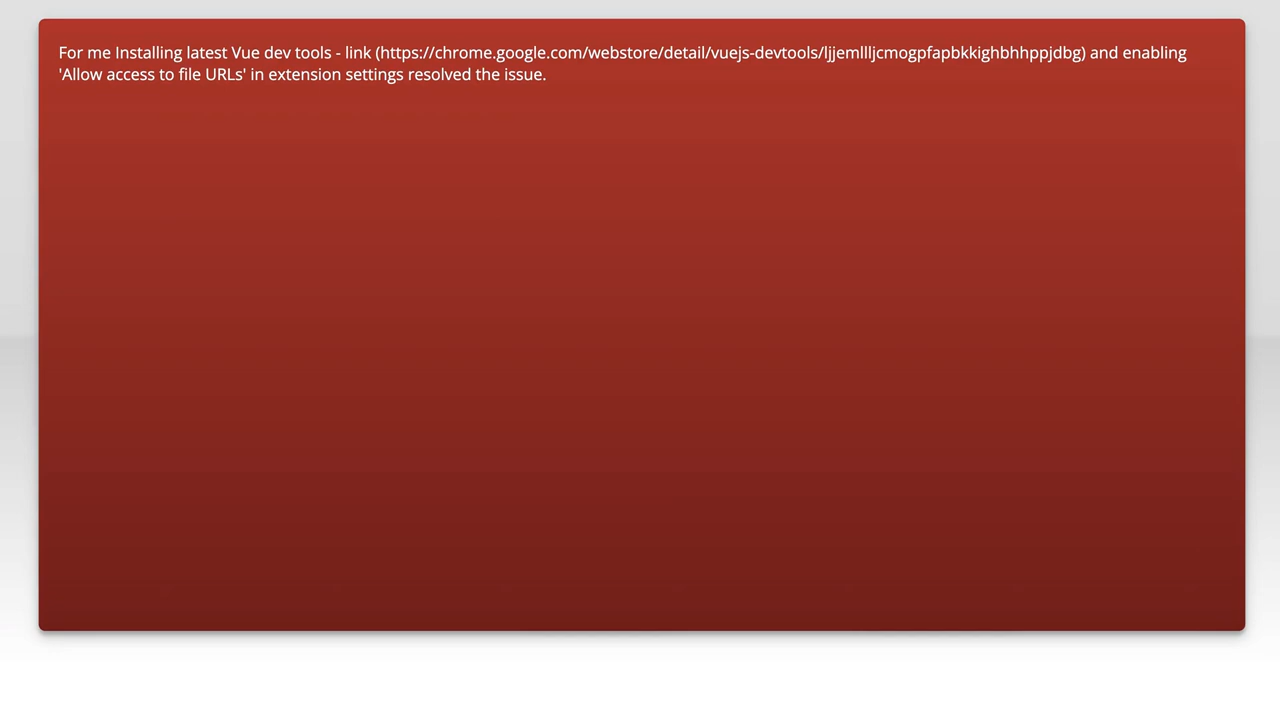 For me Installing latest Vue dev tools - link (https://chrome.google.com/webstore/detail/vuejs-devtools/ljjemllljcmogpfapbkkighbhhppjdbg) and enabling
'Allow access to file URLs' in extension settings resolved the issue.